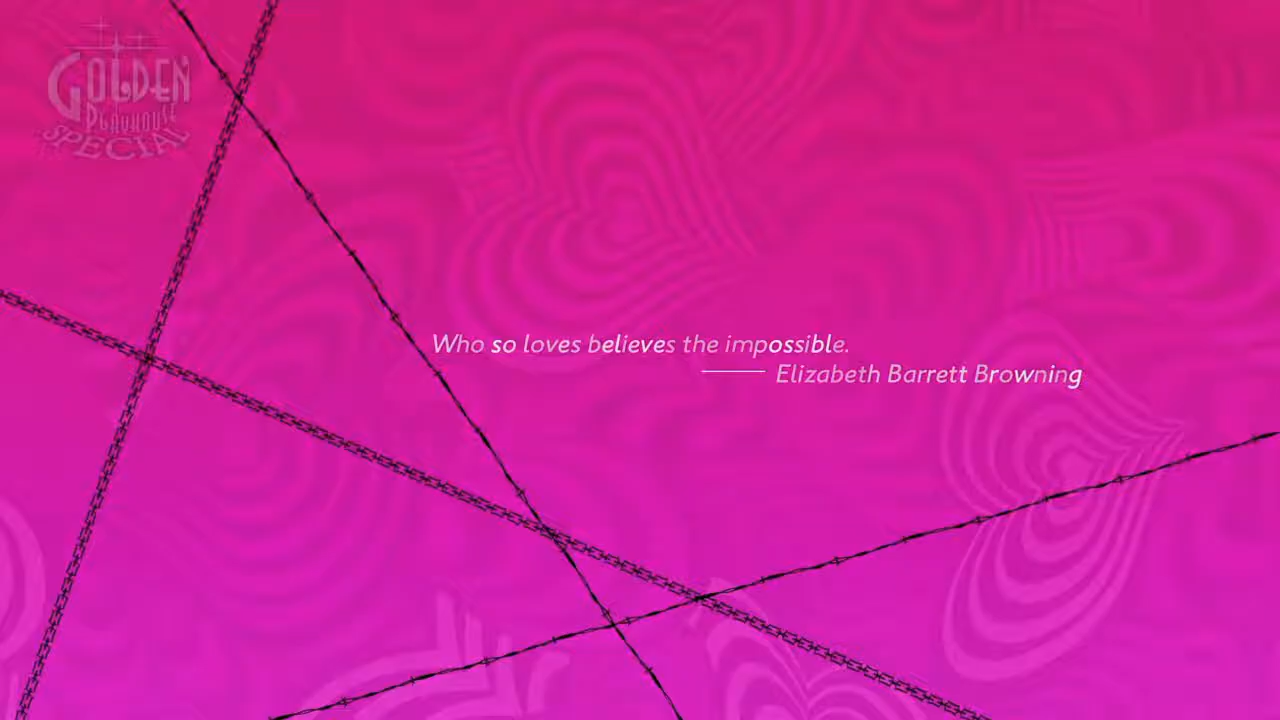 GOLDEN
PLAYHOUSE
SPECIAL
Who so loves believes the impossible.
—— Elizabeth Barrett Browning